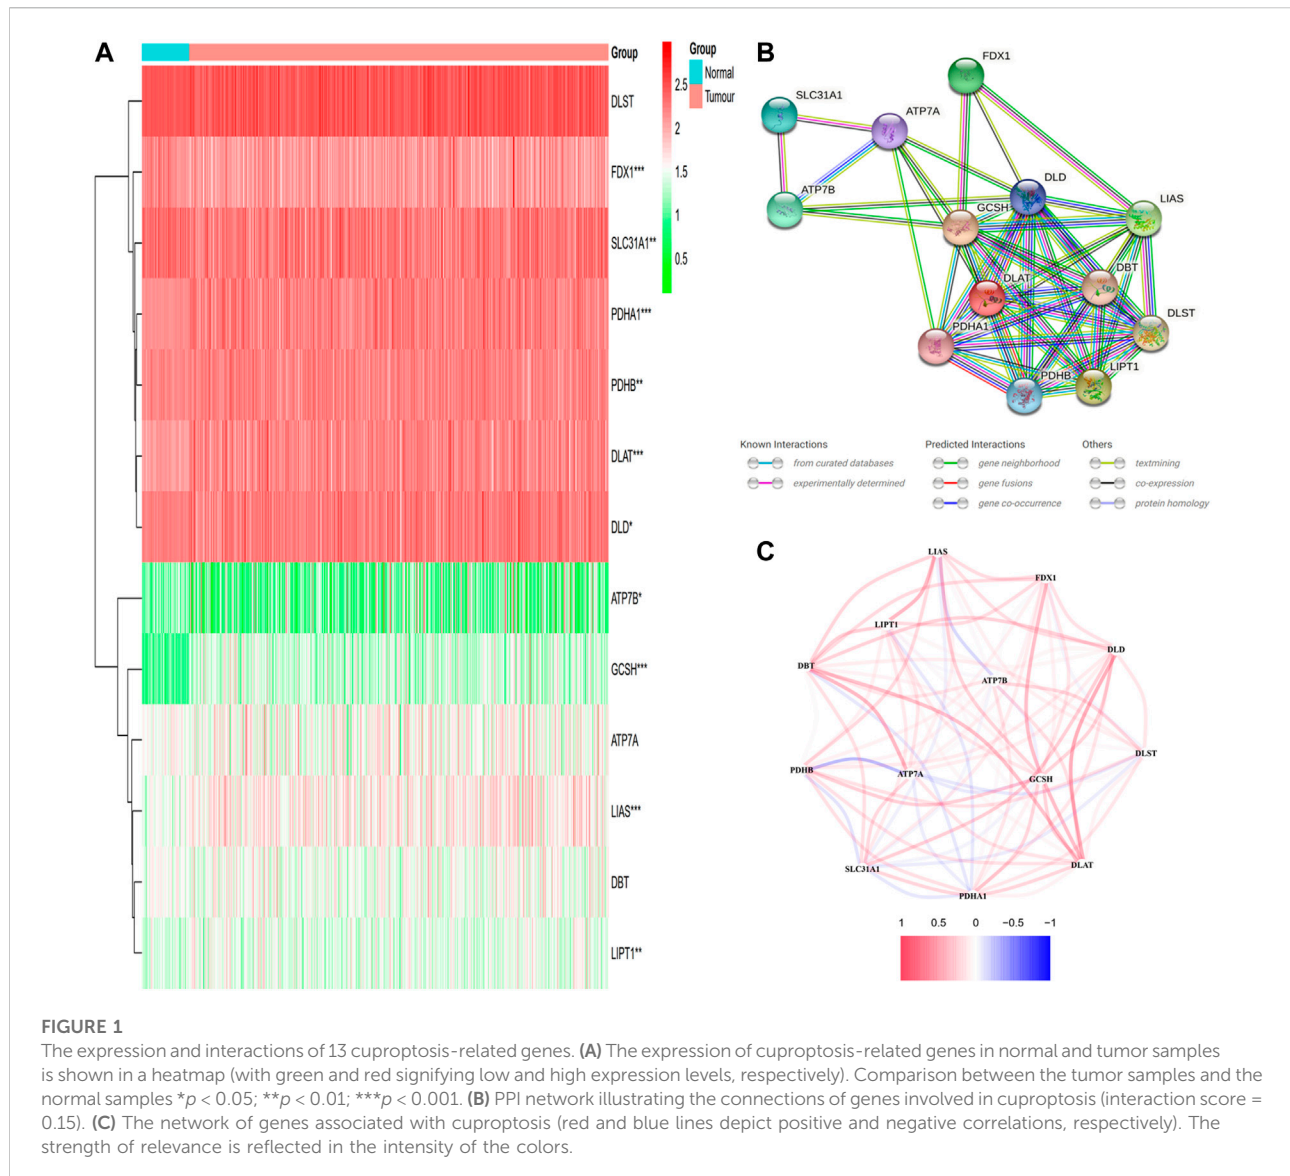 A
Group
DLST
FDX1***
SLC31A1**
PDHA1***
PDHB**
DLAT***
DLD*
ATP7B*
GCSH***
ATP7A
LIAS***
DBT
LIPT1**
2.5
2
1.5
1
0.5
Group
Normal
Tumour
B
FDX1
SLC31A1
ATP7A
DLD
ATP7B
GCSH
LIAS
DBT
DLAT
DLST
PDHA1
PDHB
LIPT1
Known Interactions
from curated databases
experimentally determined
Predicted Interactions
gene neighborhood
gene fusions
gene co-occurrence
Others
textmining
co-expression
protein homology
C
LIAS
FDX1
LIPT1
DLD
DBT
ATP7B
DLST
PDHB
ATP7A
GCSH
SLC31A1
DLAT
PDHA1
1 0.5 0 −0.5 −1
FIGURE 1
The expression and interactions of 13 cuproptosis-related genes. (A) The expression of cuproptosis-related genes in normal and tumor samples
is shown in a heatmap (with green and red signifying low and high expression levels, respectively). Comparison between the tumor samples and the
normal samples *p < 0.05; **p < 0.01; ***p < 0.001. (B) PPI network illustrating the connections of genes involved in cuproptosis (interaction score =
0.15). (C) The network of genes associated with cuproptosis (red and blue lines depict positive and negative correlations, respectively). The
strength of relevance is reflected in the intensity of the colors.